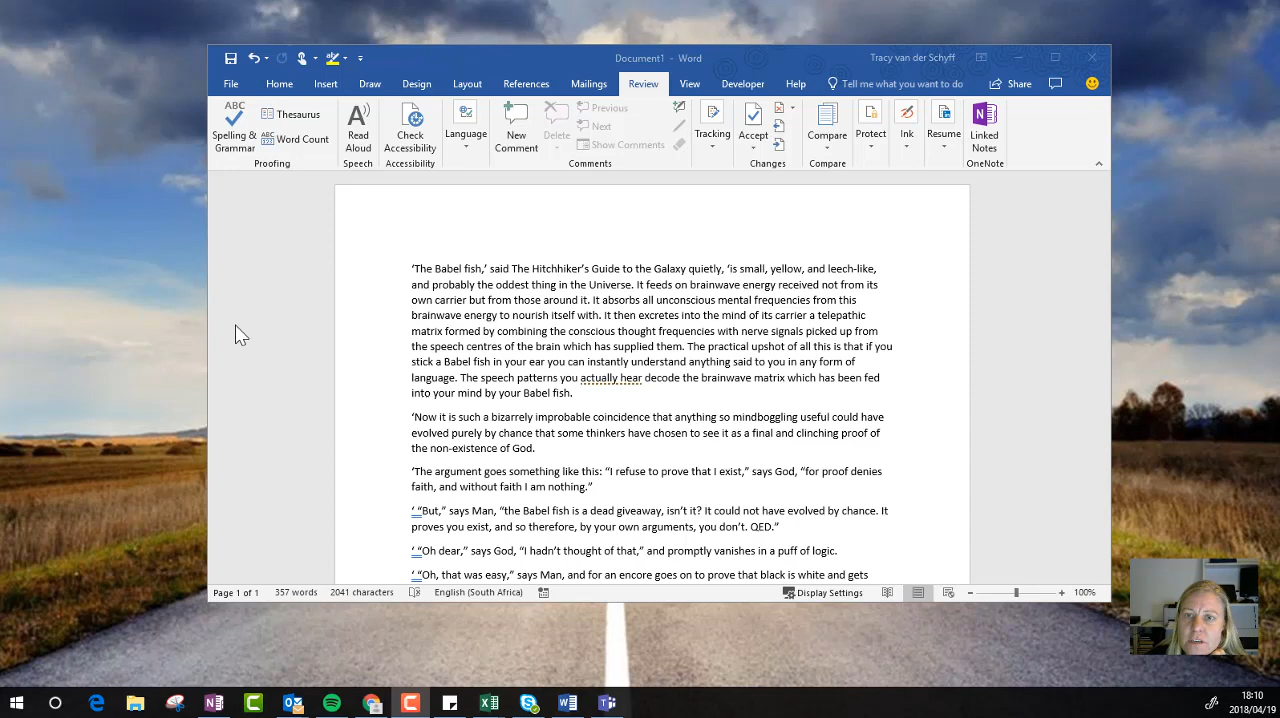 Document1 - Word
Tracy van der Schyff
File Home Insert Draw Design Layout References Mailings Review View Developer Help Tell me what you want to do Share
ABC
Spelling & Grammar
Thesaurus
ABC 123 Word Count
Proofing
Read Aloud
Speech
Check Accessibility
Accessibility
Language
New Comment
Delete
Previous
Next
Show Comments
Comments
Tracking
Accept
Changes
Compare
Compare
Protect
Ink
Resume
Linked Notes
OneNote
‘The Babel fish,’ said The Hitchhiker’s Guide to the Galaxy quietly, ‘is small, yellow, and leech-like,
and probably the oddest thing in the Universe. It feeds on brainwave energy received not from its
own carrier but from those around it. It absorbs all unconscious mental frequencies from this
brainwave energy to nourish itself with. It then excretes into the mind of its carrier a telepathic
matrix formed by combining the conscious thought frequencies with nerve signals picked up from
the speech centres of the brain which has supplied them. The practical upshot of all this is that if you
stick a Babel fish in your ear you can instantly understand anything said to you in any form of
language. The speech patterns you actually hear decode the brainwave matrix which has been fed
into your mind by your Babel fish.
‘Now it is such a bizarrely improbable coincidence that anything so mindboggling useful could have
evolved purely by chance that some thinkers have chosen to see it as a final and clinching proof of
the non-existence of God.
‘The argument goes something like this: “I refuse to prove that I exist,” says God, “for proof denies
faith, and without faith I am nothing.”
‘ “But,” says Man, “the Babel fish is a dead giveaway, isn’t it? It could not have evolved by chance. It
proves you exist, and so therefore, by your own arguments, you don’t. QED.”
‘ “Oh dear,” says God, “I hadn’t thought of that,” and promptly vanishes in a puff of logic.
‘ “Oh, that was easy,” says Man, and for an encore goes on to prove that black is white and gets
Page 1 of 1 357 words 2041 characters English (South Africa) Display Settings 100%
18:10
2018/04/19